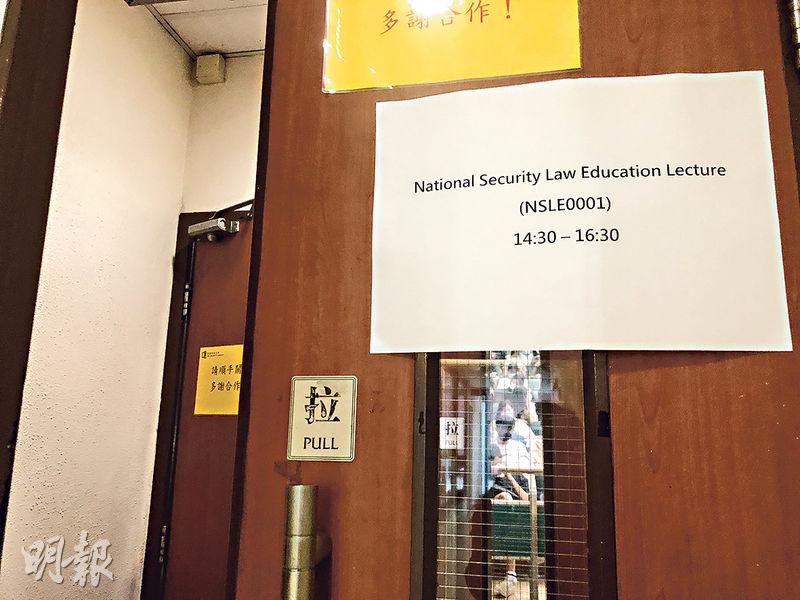 多謝合作！
National Security Law Education Lecture
(NSLE0001)
14:30 – 16:30
請順手關
多謝合作
拉
PULL
拉
PULL
明報